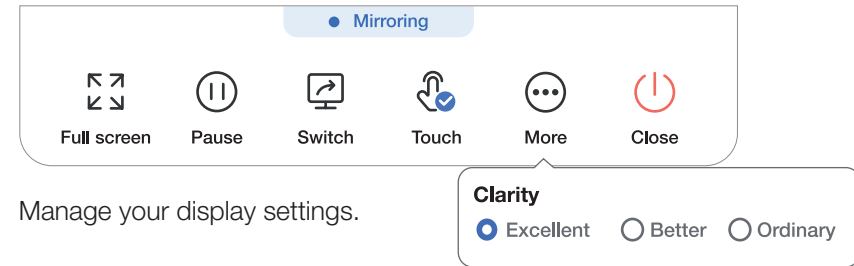 Mirroring
Full screen Pause Switch Touch More Close
Manage your display settings.
Clarity
Excellent Better Ordinary